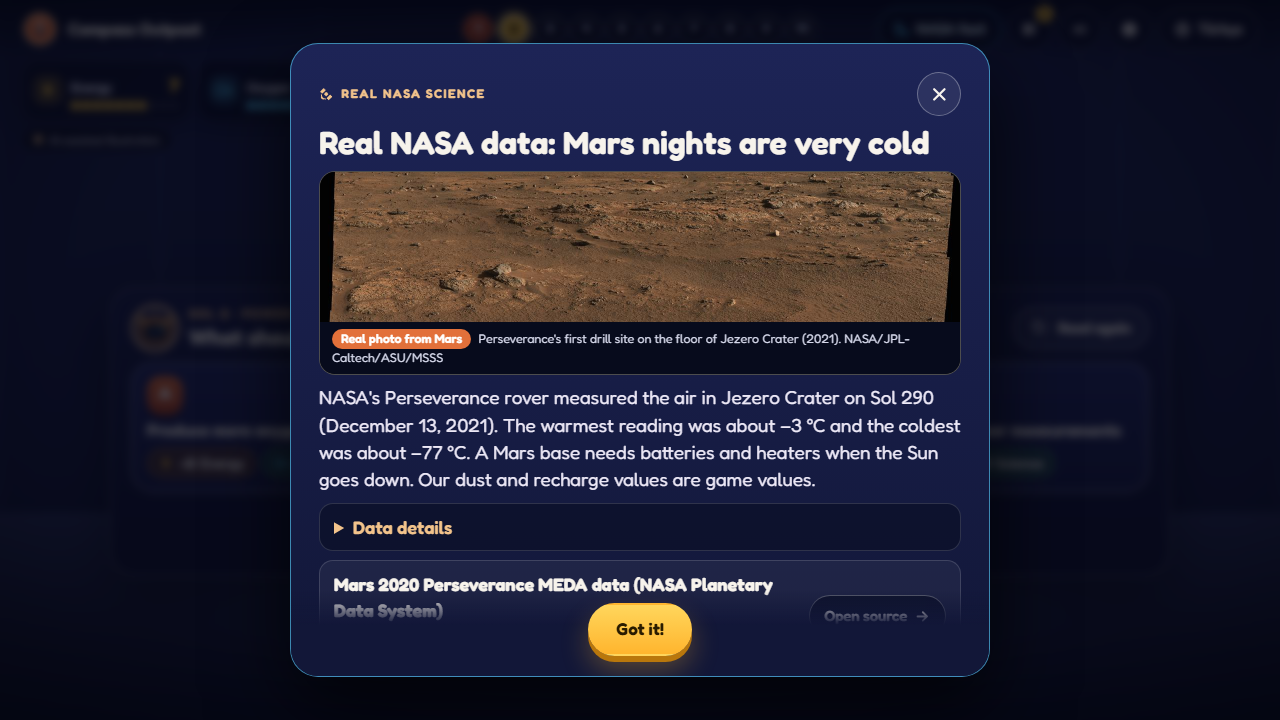 REAL NASA SCIENCE
Real NASA data: Mars nights are very cold
Real photo from Mars Perseverance's first drill site on the floor of Jezero Crater (2021). NASA/JPL-
Caltech/ASU/MSSS
NASA's Perseverance rover measured the air in Jezero Crater on Sol 290
(December 13, 2021). The warmest reading was about −3 °C and the coldest
was about −77 °C. A Mars base needs batteries and heaters when the Sun
goes down. Our dust and recharge values are game values.
Data details
Mars 2020 Perseverance MEDA data (NASA Planetary
Data System)
Open source →
Got it!